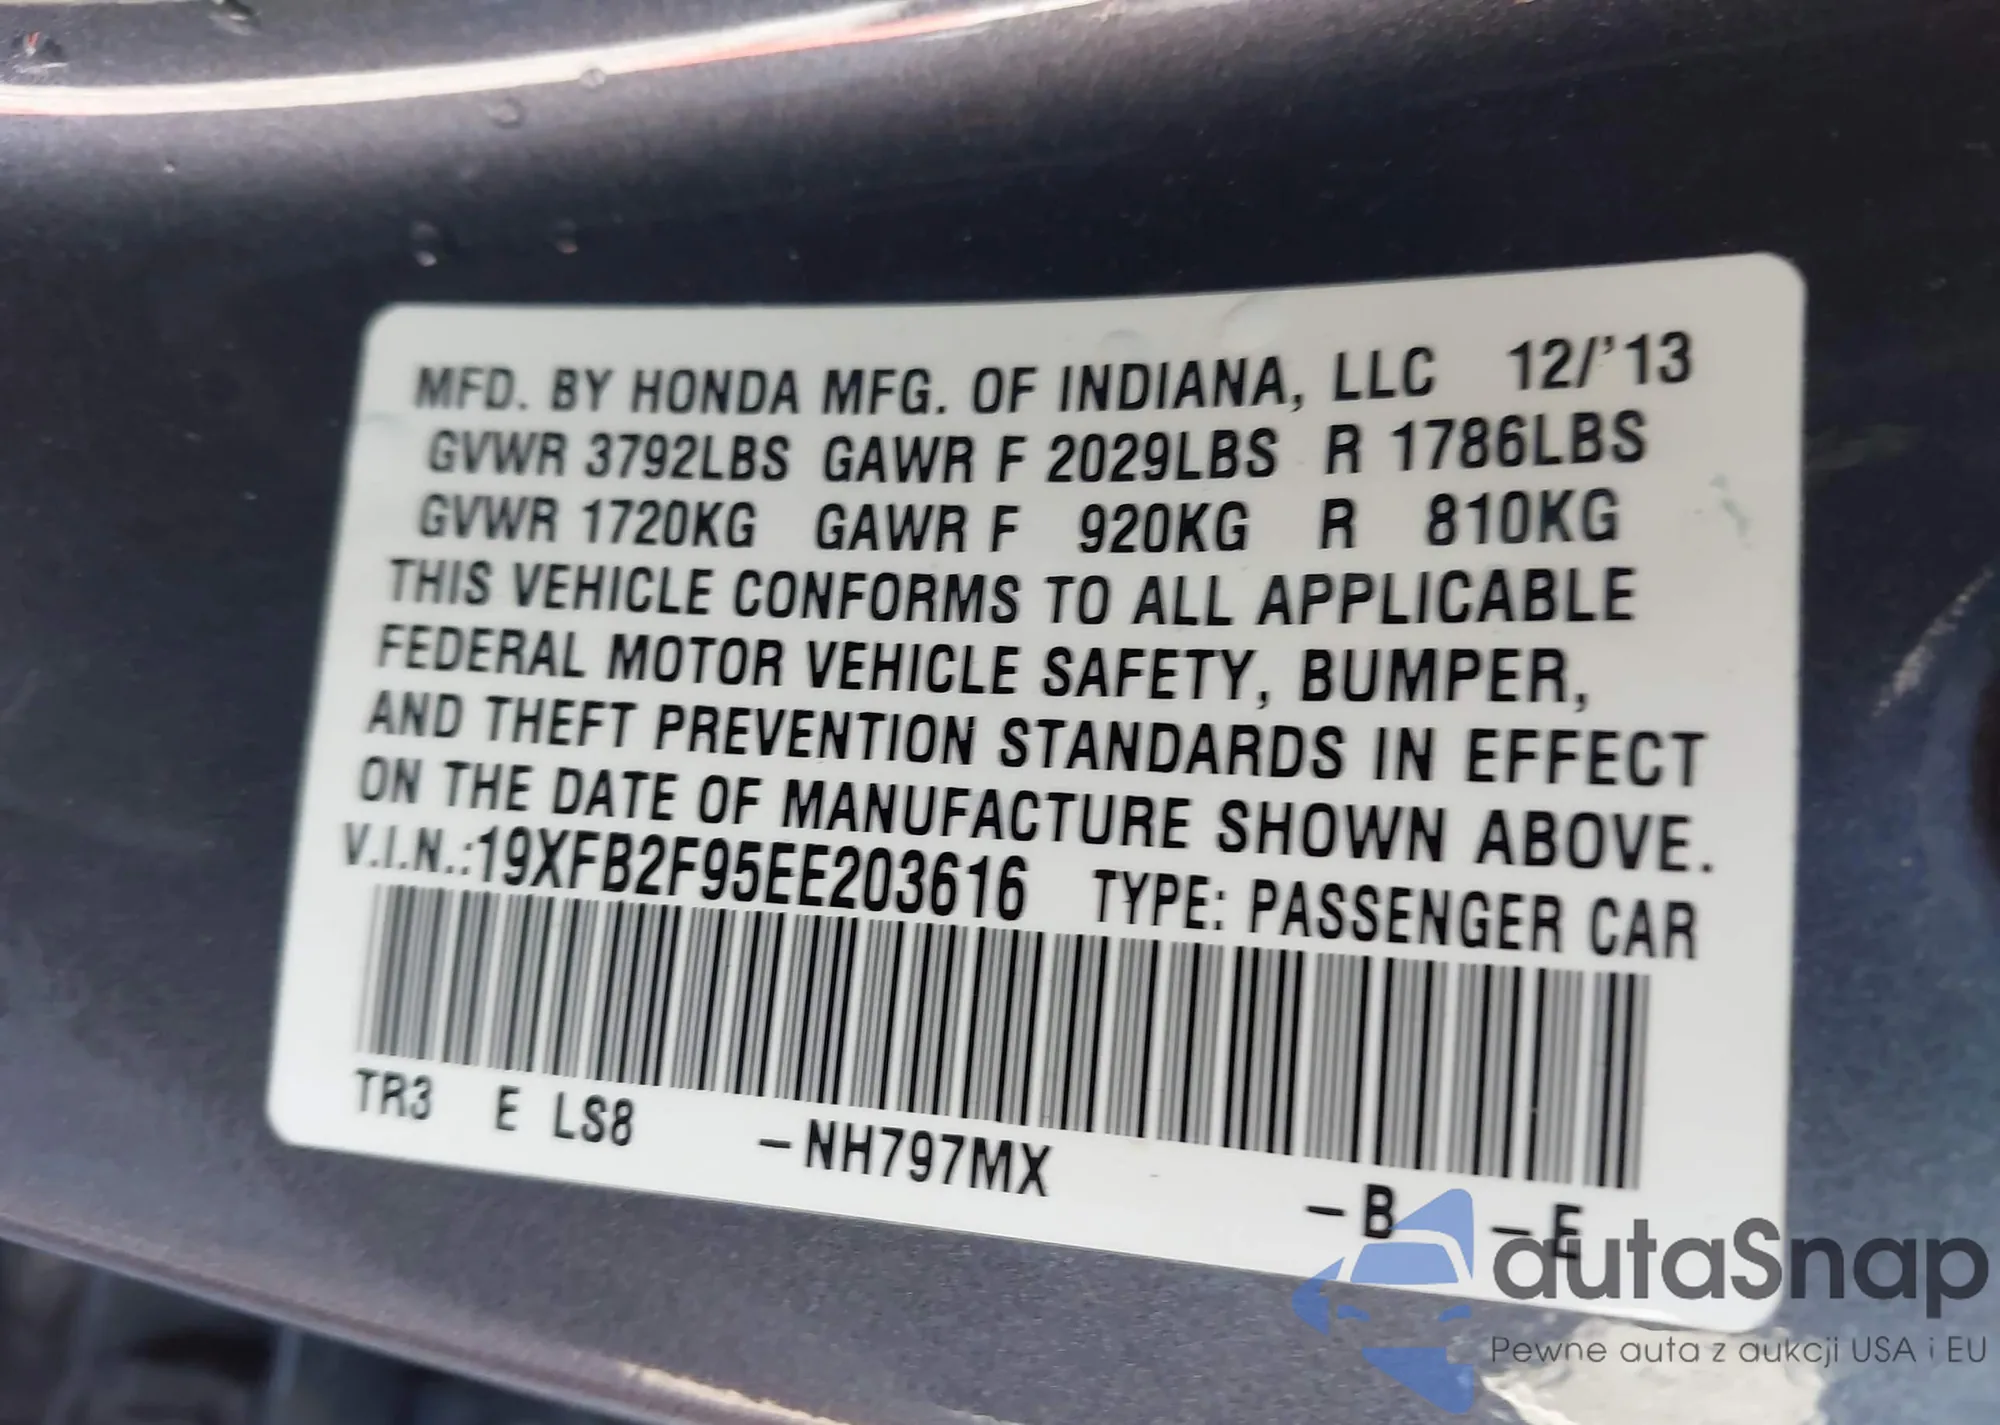 MFD. BY HONDA MFG. OF INDIANA, LLC 12/'13
GVWR 3792LBS GAWR F 2029LBS R 1786LBS
GVWR 1720KG GAWR F 920KG R 810KG
THIS VEHICLE CONFORMS TO ALL APPLICABLE
FEDERAL MOTOR VEHICLE SAFETY, BUMPER,
AND THEFT PREVENTION STANDARDS IN EFFECT
ON THE DATE OF MANUFACTURE SHOWN ABOVE.
V.I.N.:19XFB2F95EE203616 TYPE: PASSENGER CAR
TR3 E LS8 –NH797MX –B –E
autaSnap
Pewne auta z aukcji USA i EU